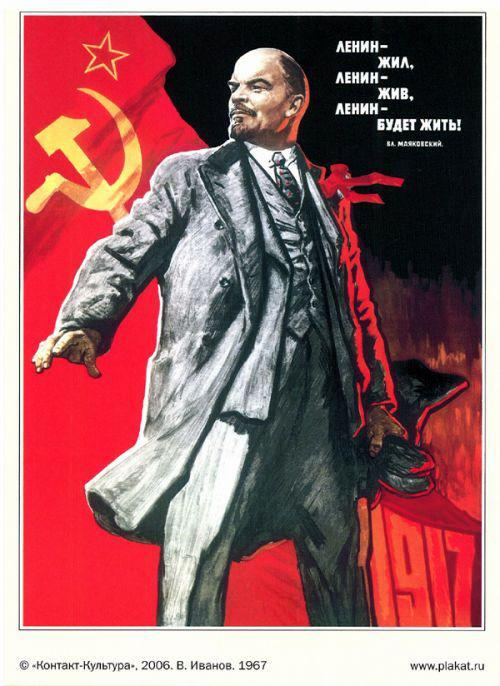 ЛЕНИН–
ЖИЛ,
ЛЕНИН–
ЖИВ,
ЛЕНИН–
БУДЕТ ЖИТЬ!
ВЛ. МАЯКОВСКИЙ.
1917
© «Контакт-Культура», 2006. В. Иванов. 1967
www.plakat.ru